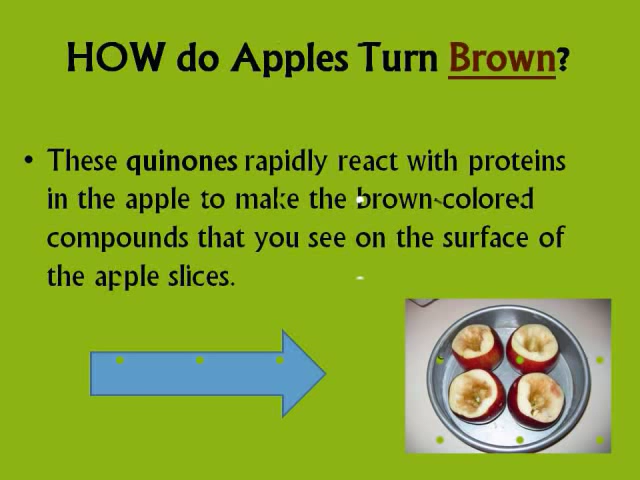 HOW do Apples Turn Brown?
• These quinones rapidly react with proteins
in the apple to make the brown-colored
compounds that you see on the surface of
the apple slices.